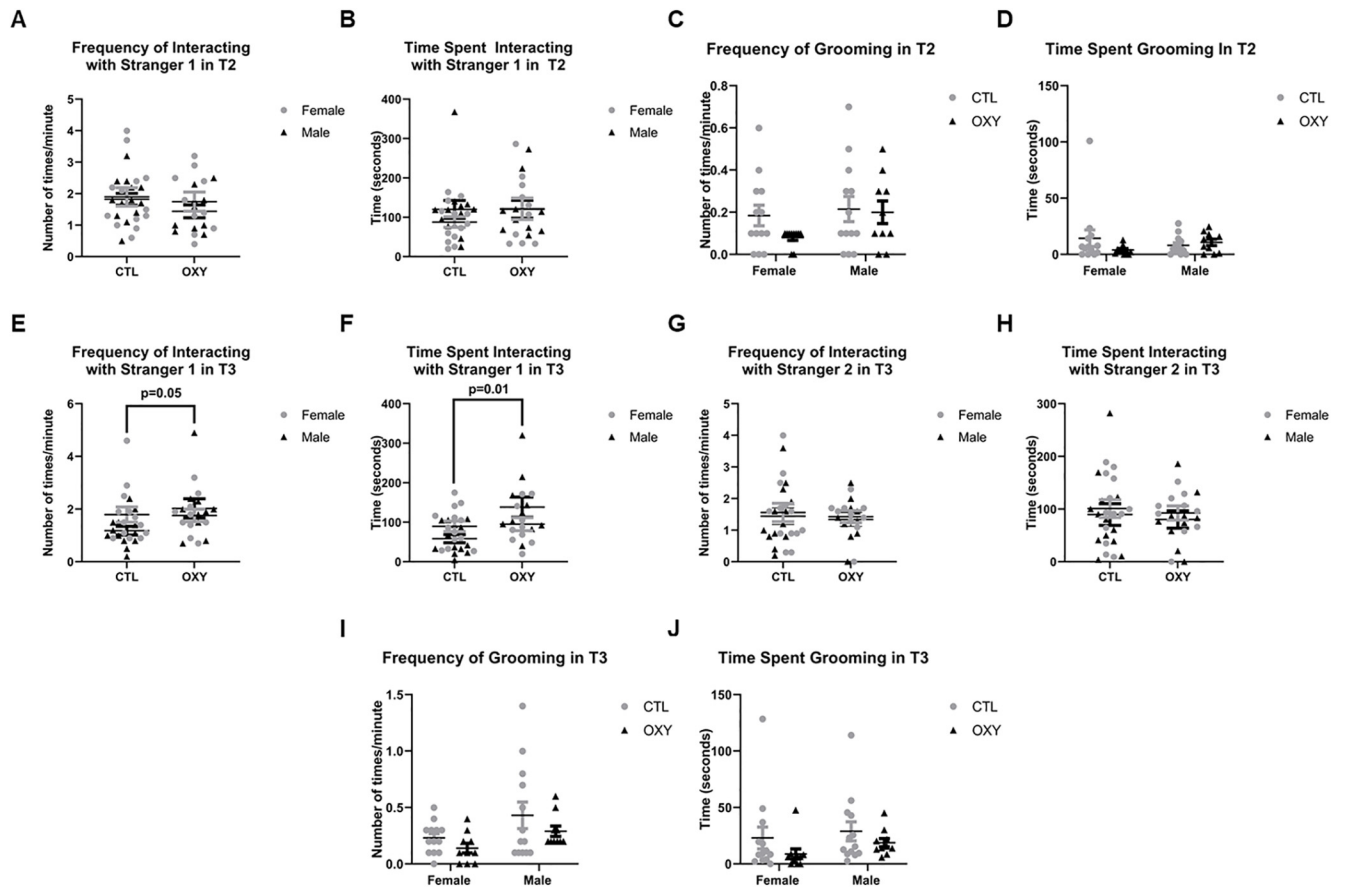 A
Frequency of Interacting
with Stranger 1 in T2
Number of times/minute
5
4
3
2
1
0
CTL
OXY
Female
Male
B
Time Spent Interacting
with Stranger 1 in T2
Time (seconds)
400
300
200
100
0
CTL
OXY
Female
Male
C
Frequency of Grooming in T2
Number of times/minute
0.8
0.6
0.4
0.2
0.0
Female
Male
CTL
OXY
D
Time Spent Grooming In T2
Time (seconds)
150
100
50
0
Female
Male
CTL
OXY
E
Frequency of Interacting
with Stranger 1 in T3
p=0.05
Number of times/minute
6
4
2
0
CTL
OXY
Female
Male
F
Time Spent Interacting
with Stranger 1 in T3
p=0.01
Time (seconds)
400
300
200
100
0
CTL
OXY
Female
Male
G
Frequency of Interacting
with Stranger 2 in T3
Number of times/minute
5
4
3
2
1
0
CTL
OXY
Female
Male
H
Time Spent Interacting
with Stranger 2 in T3
Time (seconds)
300
200
100
0
CTL
OXY
Female
Male
I
Frequency of Grooming in T3
Number of times/minute
1.5
1.0
0.5
0.0
Female
Male
CTL
OXY
J
Time Spent Grooming in T3
Time (seconds)
150
100
50
0
Female
Male
CTL
OXY